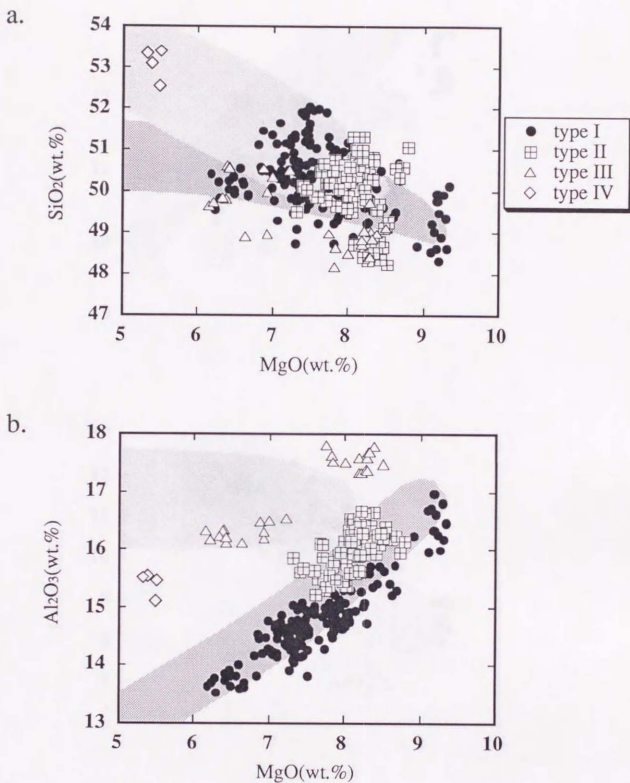 a.
54
53
52
51
50
49
48
47
SiO₂(wt.%)
5 6 7 8 9 10
MgO(wt.%)
type I
type II
type III
type IV
b.
18
17
16
15
14
13
Al₂O₃(wt.%)
5 6 7 8 9 10
MgO(wt.%)